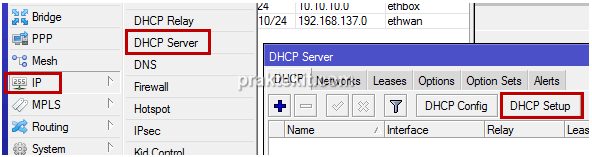 Bridge
PPP
Mesh
IP
MPLS
Routing
System
DHCP Relay
DHCP Server
DNS
Firewall
Hotspot
IPsec
Kid Control
10.10.10.0 ethbox
10/24 192.168.137.0 ethwan
DHCP Server
DHCP Networks Leases Options Option Sets Alerts
DHCP Config DHCP Setup
Name Interface Relay Leas